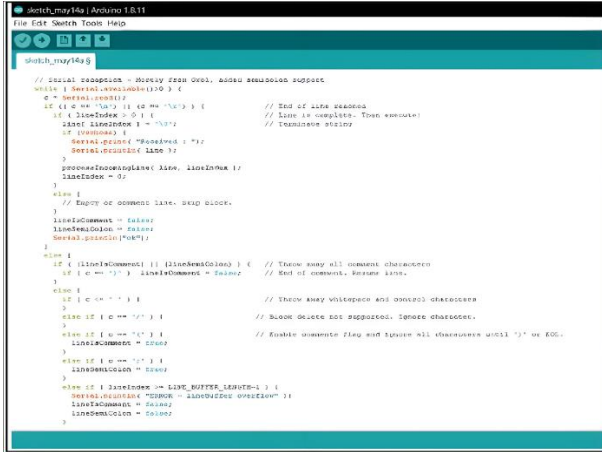 sketch_may14a | Arduino 1.8.11
File Edit Sketch Tools Help
sketch_may14a §
// Serial reception - Mostly from Grbl, added semicolon support
while ( Serial.available()>0 ) {
c = Serial.read();
if (( c == '\n') || (c == '\r') ) { // End of line reached
if ( lineIndex > 0 ) { // Line is complete. Then execute!
line[ lineIndex ] = '\0'; // Terminate string
if (verbose) {
Serial.print( "Received : ");
Serial.println( line );
}
processIncomingLine( line, lineIndex );
lineIndex = 0;
}
else {
// Empty or comment line. Skip block.
}
lineIsComment = false;
lineSemiColon = false;
Serial.println("ok");
}
else {
if ( (lineIsComment) || (lineSemiColon) ) { // Throw away all comment characters
if ( c == ')' ) lineIsComment = false; // End of comment. Resume line.
}
else {
if ( c <= ' ' ) { // Throw away whitespace and control characters
}
else if ( c == '/' ) { // Block delete not supported. Ignore character.
}
else if ( c == '(' ) { // Enable comments flag and ignore all characters until ')' or EOL.
lineIsComment = true;
}
else if ( c == ';' ) {
lineSemiColon = true;
}
else if ( lineIndex >= LINE_BUFFER_LENGTH-1 ) {
Serial.println( "ERROR - lineBuffer overflow" );
lineIsComment = false;
lineSemiColon = false;
}